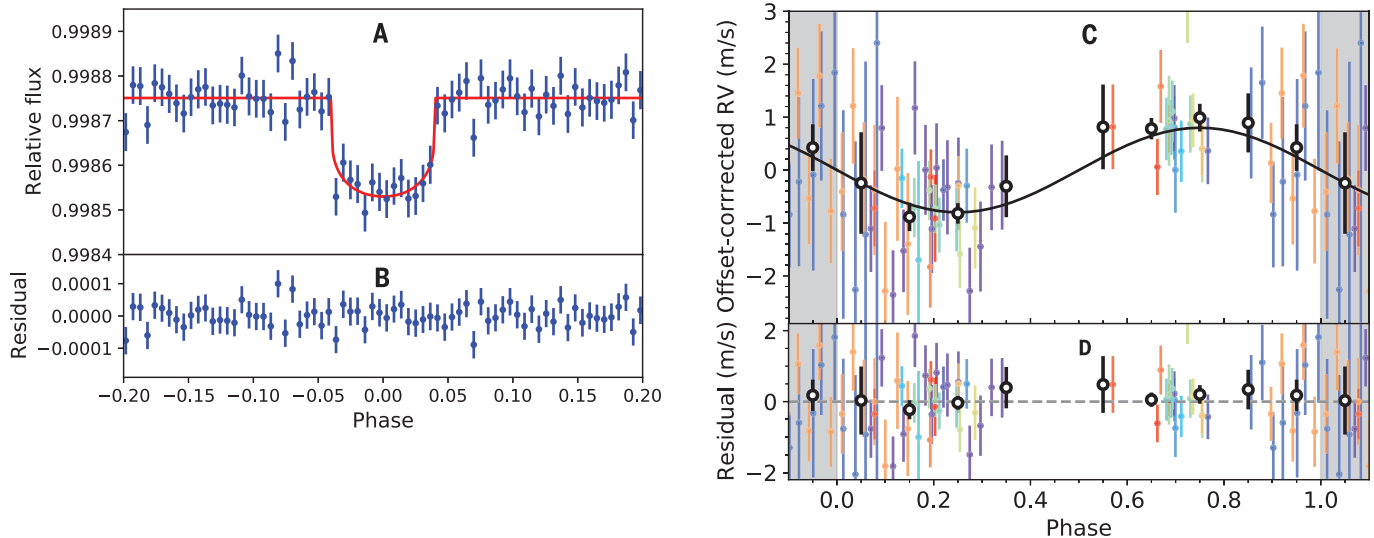 A
Relative flux
0.9989
0.9988
0.9987
0.9986
0.9985
0.9984
B
Residual
0.0001
0.0000
−0.0001
−0.20 −0.15 −0.10 −0.05 0.00 0.05 0.10 0.15 0.20
Phase
C
Offset-corrrected RV (m/s)
3
2
1
0
−1
−2
D
Residual (m/s)
2
0
−2
0.0 0.2 0.4 0.6 0.8 1.0
Phase